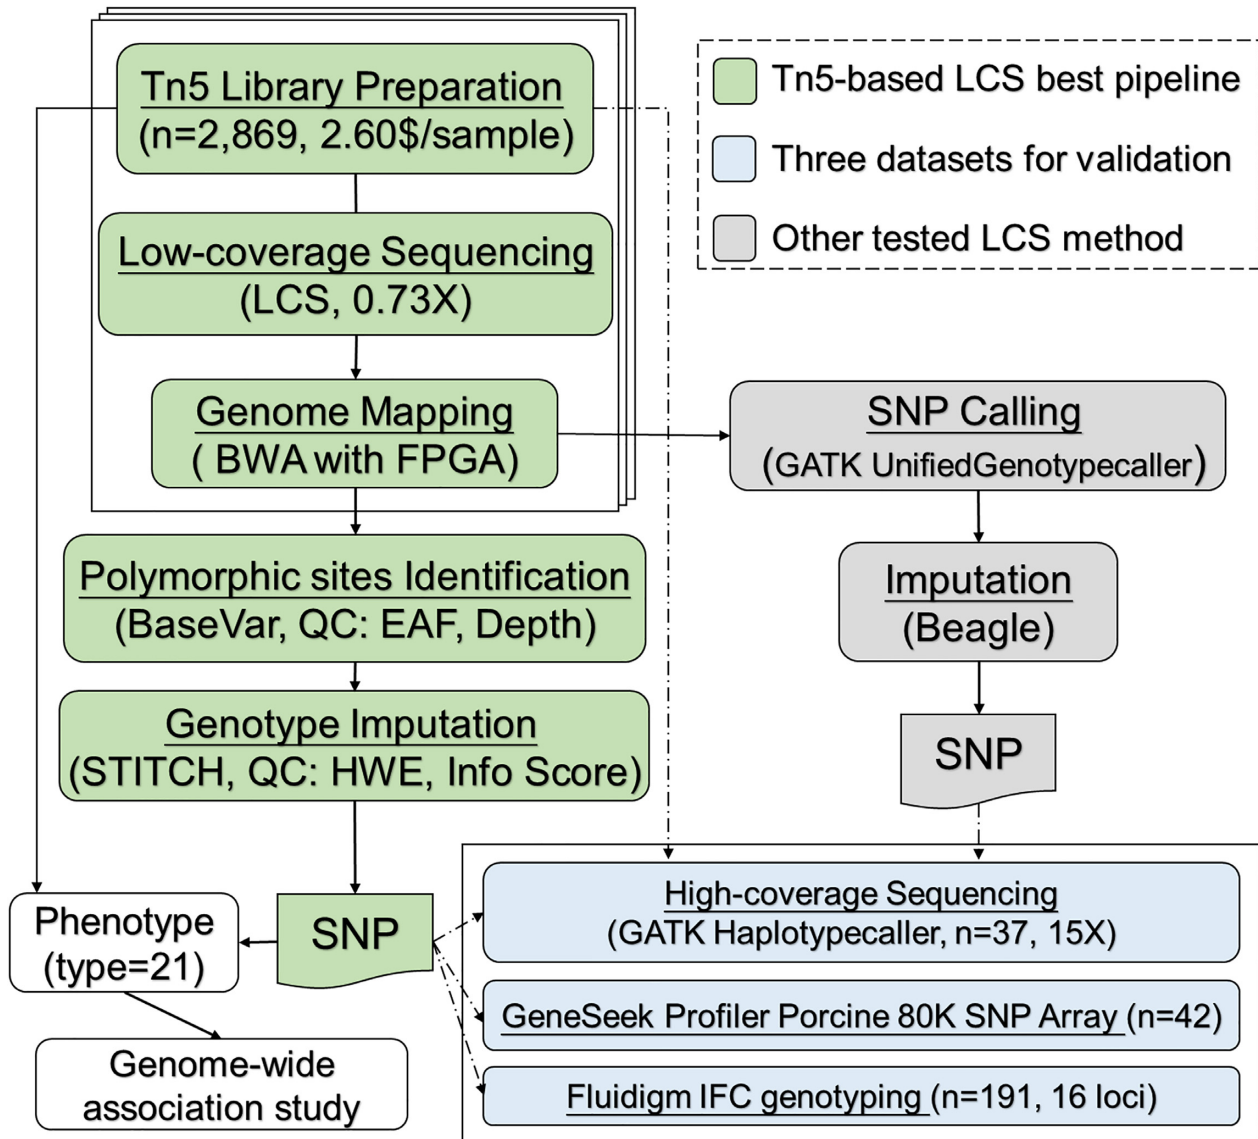 Tn5 Library Preparation
(n=2,869, 2.60$/sample)
Low-coverage Sequencing
(LCS, 0.73X)
Genome Mapping
( BWA with FPGA)
Polymorphic sites Identification
(BaseVar, QC: EAF, Depth)
Genotype Imputation
(STITCH, QC: HWE, Info Score)
SNP
Phenotype
(type=21)
Genome-wide
association study
Tn5-based LCS best pipeline
Three datasets for validation
Other tested LCS method
SNP Calling
(GATK UnifiedGenotypecaller)
Imputation
(Beagle)
SNP
High-coverage Sequencing
(GATK Haplotypecaller, n=37, 15X)
GeneSeek Profiler Porcine 80K SNP Array (n=42)
Fluidigm IFC genotyping (n=191, 16 loci)